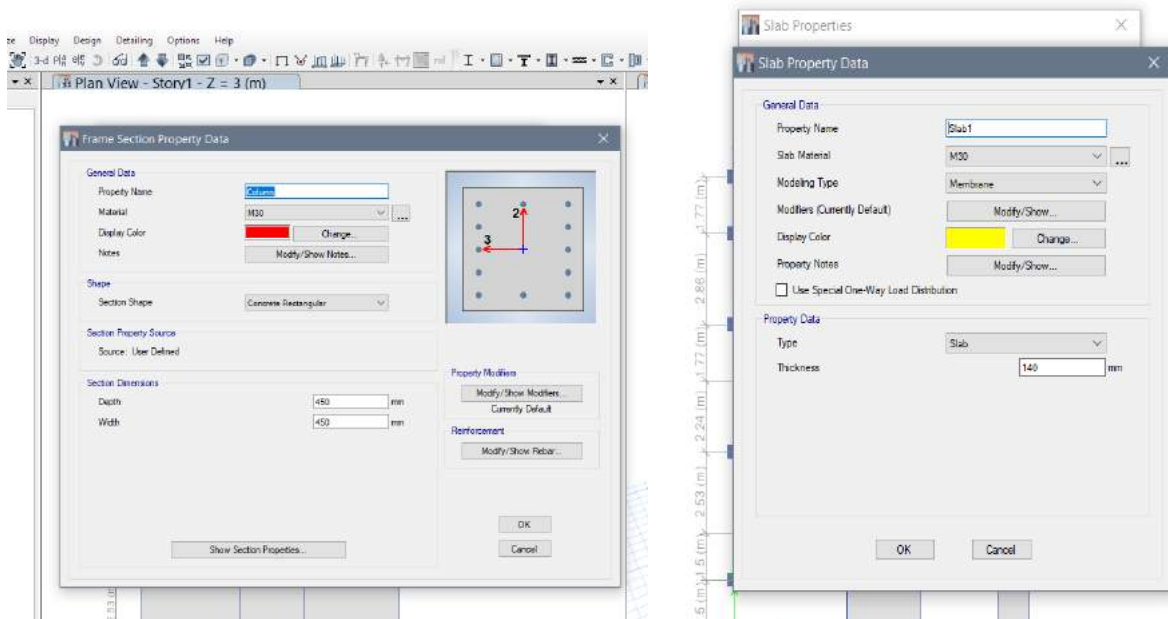 Display Design Detailing Options Help
Plan View - Story1 - Z = 3 (m)
Frame Section Property Data
General Data
Property Name Column
Material M30
Display Color Change...
Notes Modify/Show Notes...
2
3
Shape
Section Shape Concrete Rectangular
Section Property Source
Source: User Defined
Section Dimensions
Depth 450 mm
Width 450 mm
Property Modifiers
Modify/Show Modifiers...
Currently Default
Reinforcement
Modify/Show Rebar...
OK
Cancel
Show Section Properties...
Slab Properties
Slab Property Data
General Data
Property Name Slab1
Slab Material M30
Modeling Type Membrane
Modifiers (Currently Default) Modify/Show...
Display Color Change...
Property Notes Modify/Show...
Use Special One-Way Load Distribution
Property Data
Type Slab
Thickness 140 mm
OK Cancel
1.77 (m)
2.86 (m)
1.77 (m)
2.24 (m)
2.53 (m)
1.5 (m)